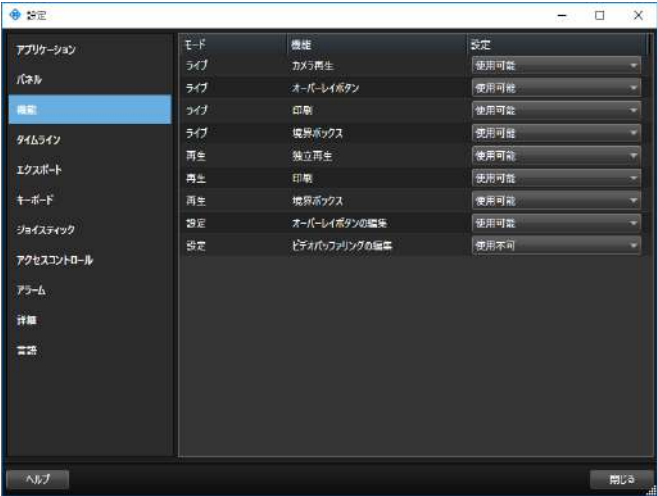 設定
アプリケーション
パネル
機能
タイムライン
エクスポート
キーボード
ジョイスティック
アクセスコントロール
アラーム
詳細
言語
モード 機能 設定
ライブ カメラ再生 使用可能
ライブ オーバーレイボタン 使用可能
ライブ 印刷 使用可能
ライブ 境界ボックス 使用可能
再生 独立再生 使用可能
再生 印刷 使用可能
再生 境界ボックス 使用可能
設定 オーバーレイボタンの編集 使用可能
設定 ビデオバッファリングの編集 使用不可
ヘルプ 閉じる